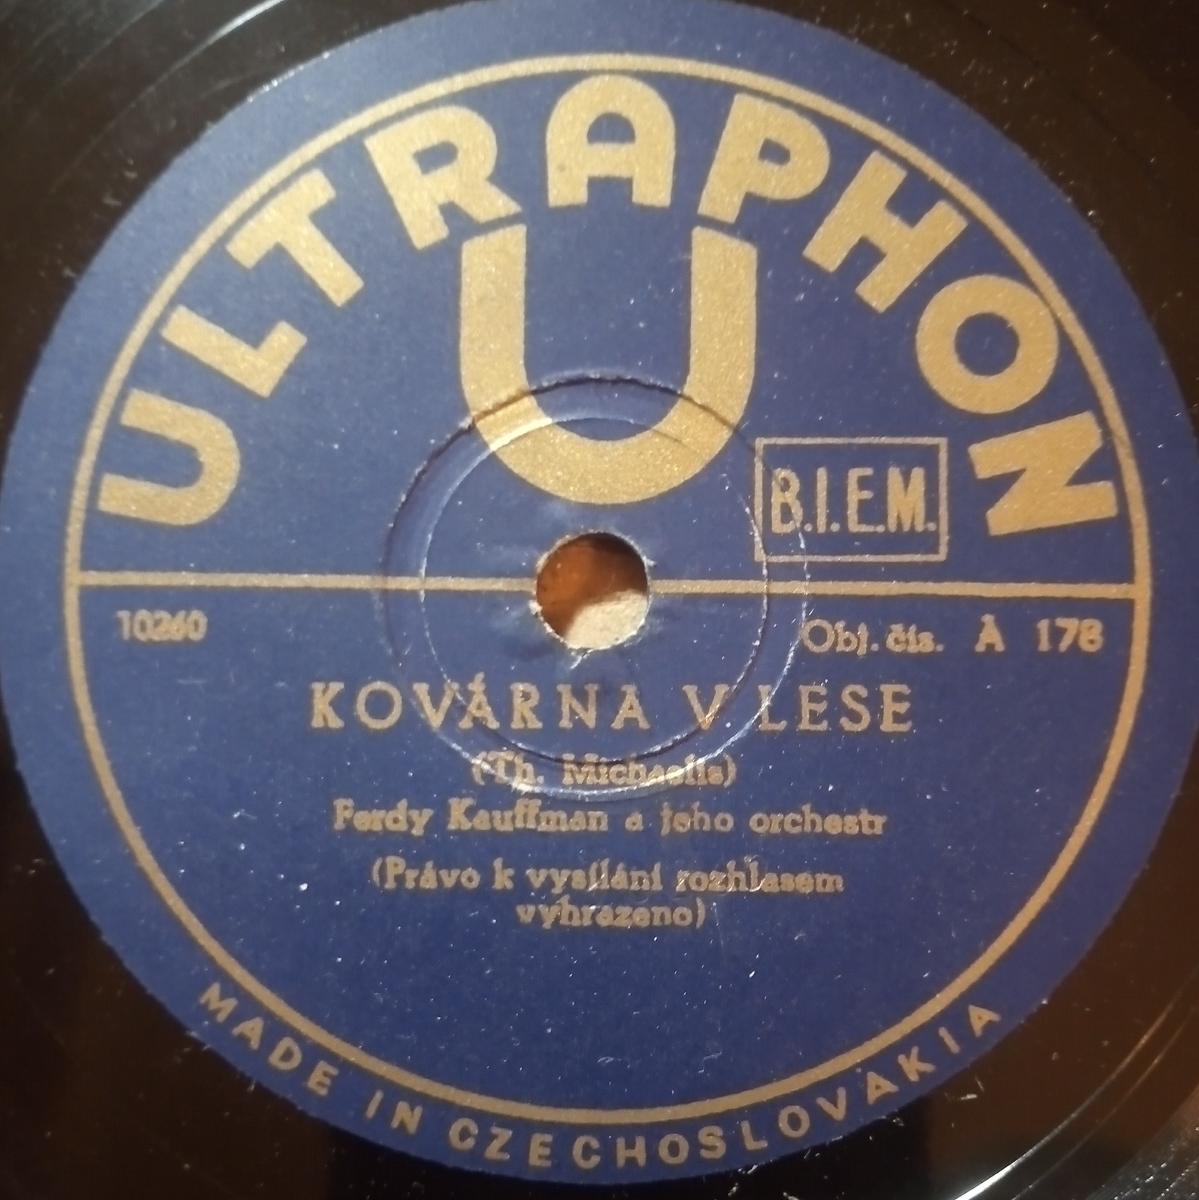 ULTRAPHON
U
B.I.E.M.
10260
Obj. čís. A 178
KOVÁRNA V LESE
(Th. Michaelis)
Ferdy Kauffman a jeho orchestr
(Právo k vysílání rozhlasem
vyhrazeno)
MADE IN CZECHOSLOVAKIA